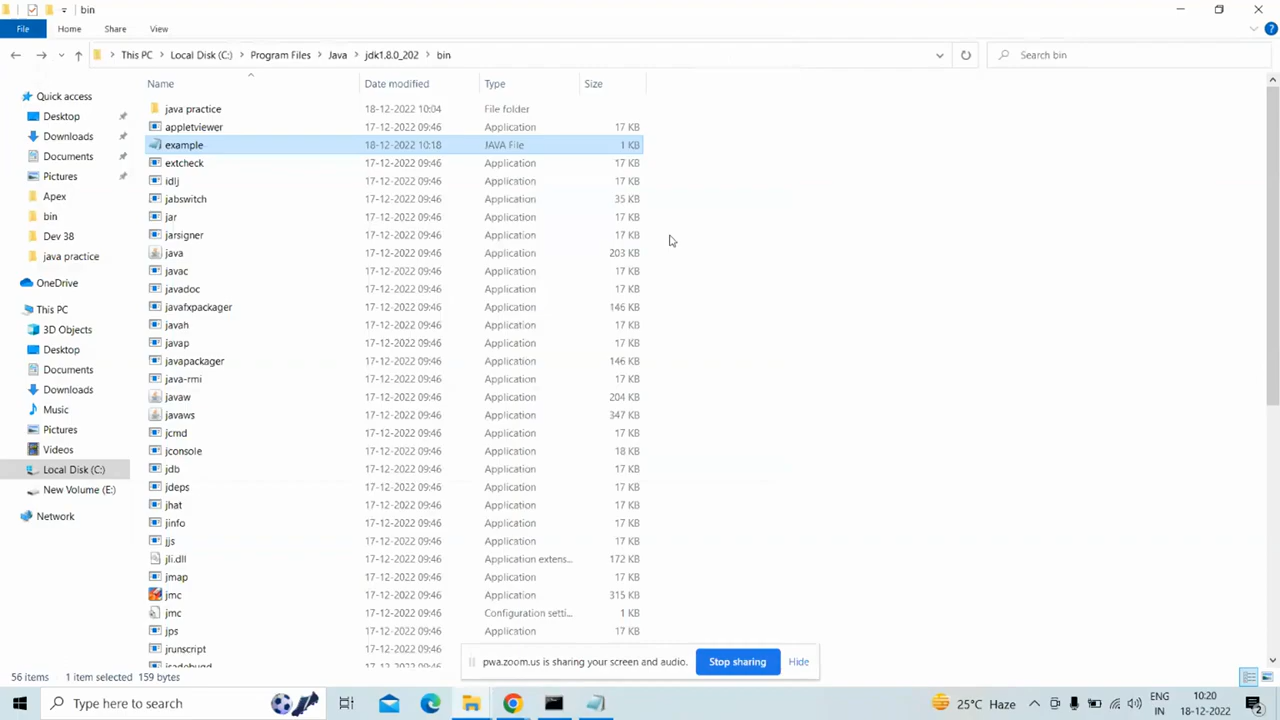 bin
File Home Share View
This PC Local Disk (C:) Program Files Java jdk1.8.0_202 bin Search bin
Name Date modified Type Size
Quick access
Desktop
Downloads
Documents
Pictures
Apex
bin
Dev 38
java practice
OneDrive
This PC
3D Objects
Desktop
Documents
Downloads
Music
Pictures
Videos
Local Disk (C:)
New Volume (E:)
Network
java practice 18-12-2022 10:04 File folder
appletviewer 17-12-2022 09:46 Application 17 KB
example 18-12-2022 10:18 JAVA File 1 KB
extcheck 17-12-2022 09:46 Application 17 KB
idlj 17-12-2022 09:46 Application 17 KB
jabswitch 17-12-2022 09:46 Application 35 KB
jar 17-12-2022 09:46 Application 17 KB
jarsigner 17-12-2022 09:46 Application 17 KB
java 17-12-2022 09:46 Application 203 KB
javac 17-12-2022 09:46 Application 17 KB
javadoc 17-12-2022 09:46 Application 17 KB
javafxpackager 17-12-2022 09:46 Application 146 KB
javah 17-12-2022 09:46 Application 17 KB
javap 17-12-2022 09:46 Application 17 KB
javapackager 17-12-2022 09:46 Application 146 KB
java-rmi 17-12-2022 09:46 Application 17 KB
javaw 17-12-2022 09:46 Application 204 KB
javaws 17-12-2022 09:46 Application 347 KB
jcmd 17-12-2022 09:46 Application 17 KB
jconsole 17-12-2022 09:46 Application 18 KB
jdb 17-12-2022 09:46 Application 17 KB
jdeps 17-12-2022 09:46 Application 17 KB
jhat 17-12-2022 09:46 Application 17 KB
jinfo 17-12-2022 09:46 Application 17 KB
jjs 17-12-2022 09:46 Application 17 KB
jli.dll 17-12-2022 09:46 Application extens... 172 KB
jmap 17-12-2022 09:46 Application 17 KB
jmc 17-12-2022 09:46 Application 315 KB
jmc 17-12-2022 09:46 Configuration setti... 1 KB
jps 17-12-2022 09:46 Application 17 KB
jrunscript 17-12-2022 09:46 Application 17 KB
jsadebugd
pwa.zoom.us is sharing your screen and audio. Stop sharing Hide
56 items 1 item selected 159 bytes
Type here to search 25°C Haze ENG IN 10:20 18-12-2022 2